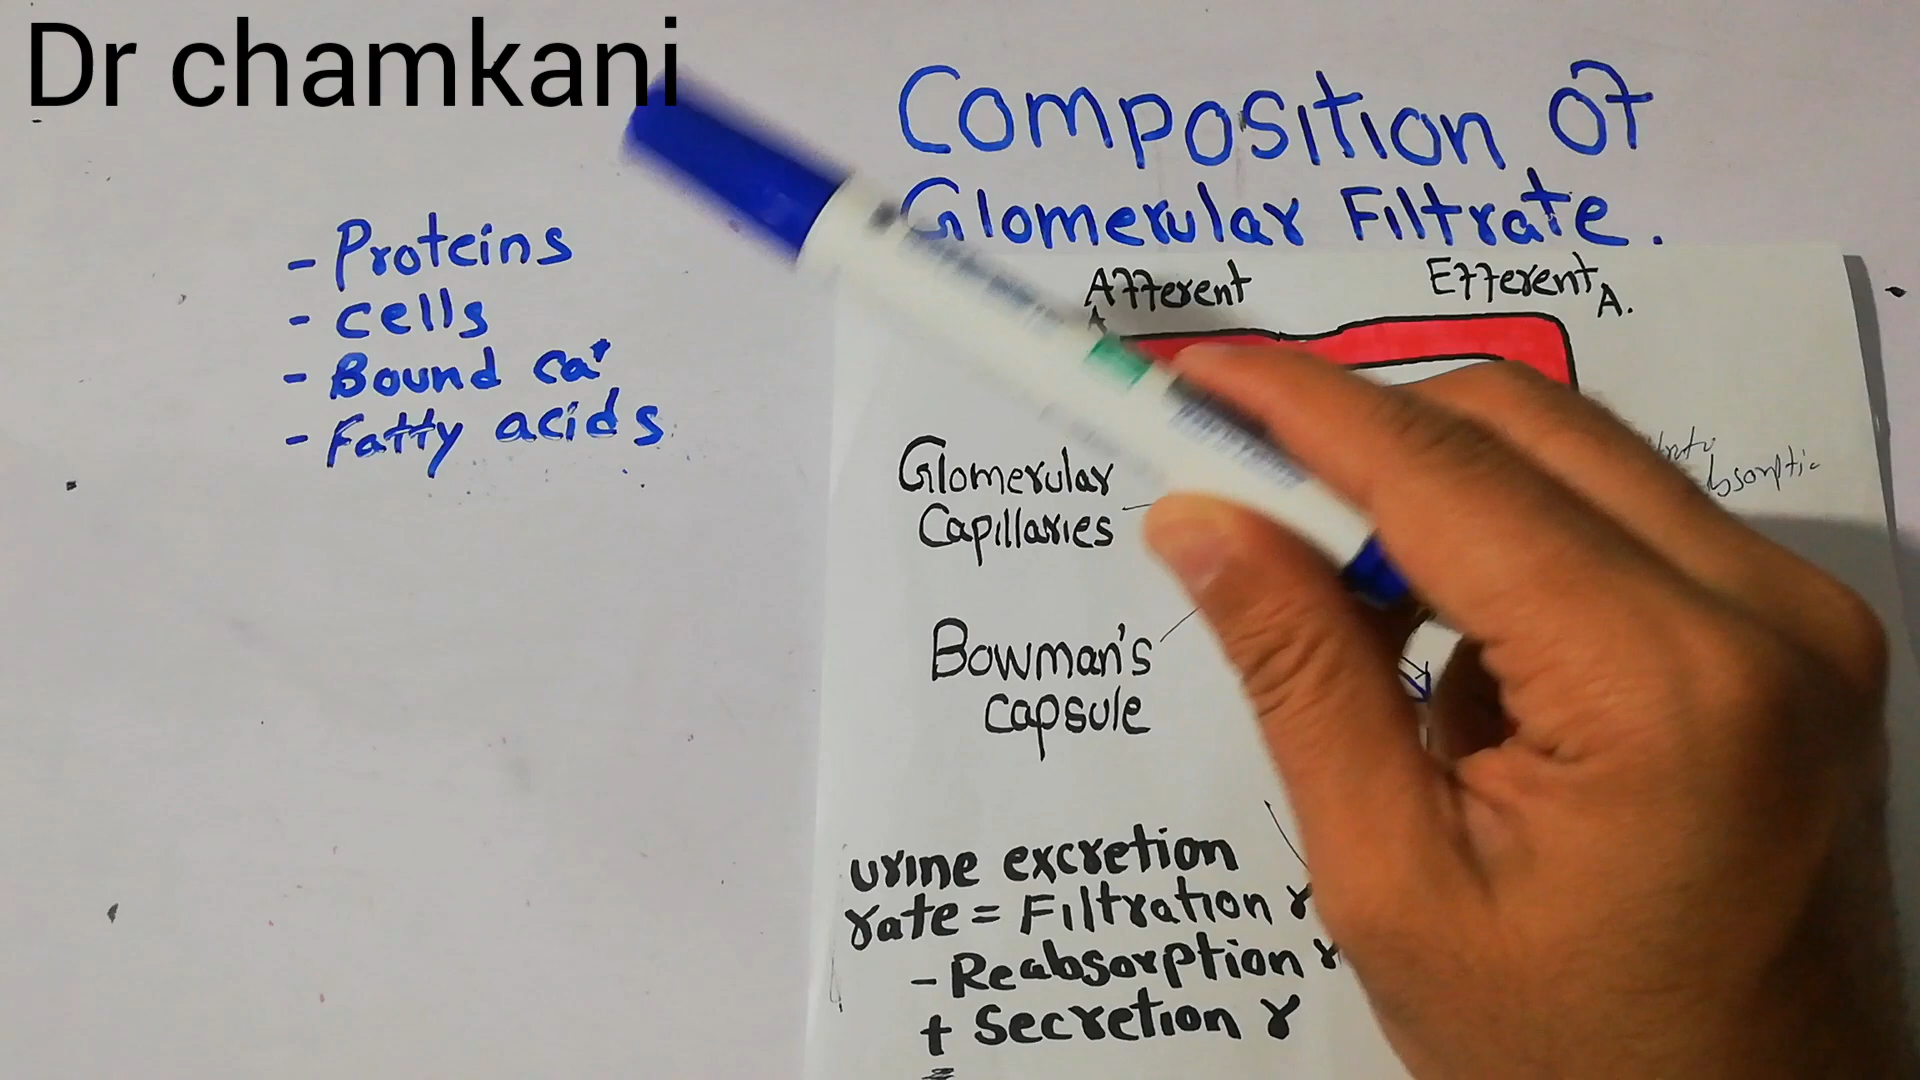 Dr chamkani
Composition of
Glomerular Filtrate.
- Proteins
- cells
- Bound ca+
- Fatty acids
Afferent
Efferent A.
Glomerular
Capillaries
Bowman's
capsule
urine excretion
rate = Filtration r
- Reabsorption r
+ Secretion r
=